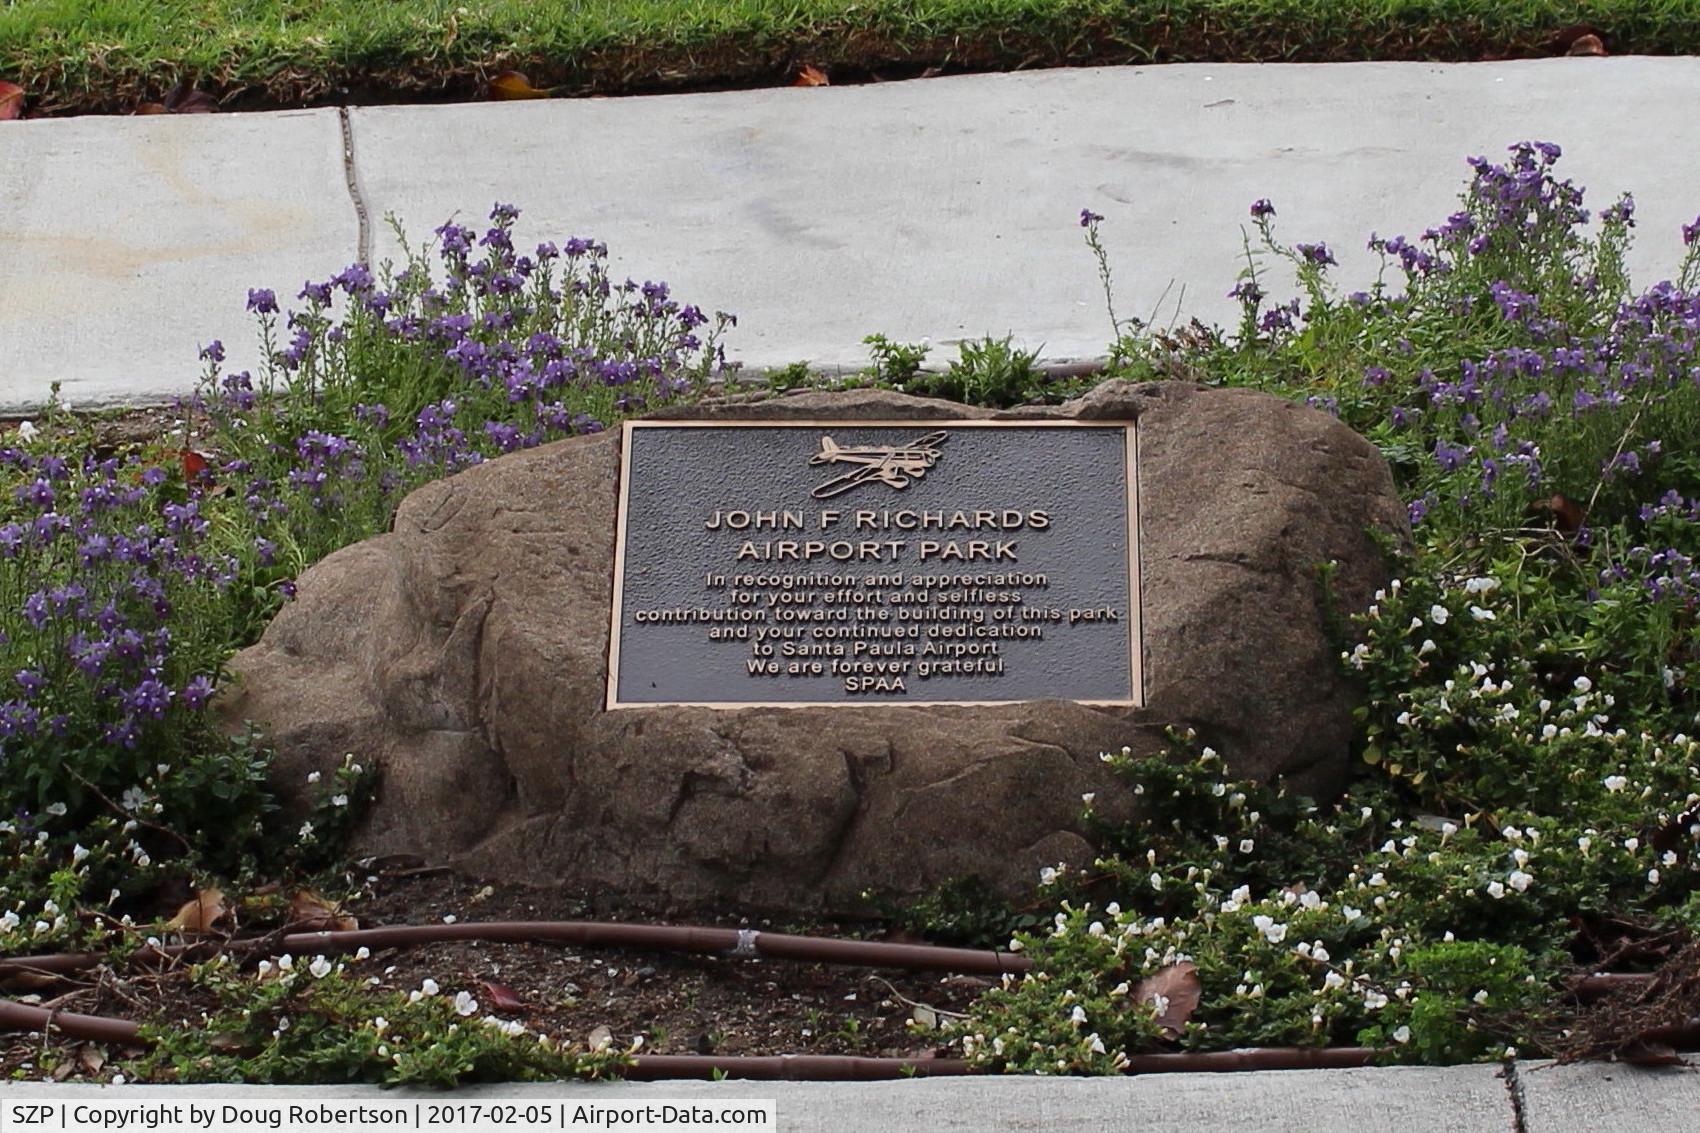 JOHN F RICHARDS
AIRPORT PARK
In recognition and appreciation
for your effort and selfless
contribution toward the building of this park
and your continued dedication
to Santa Paula Airport
We are forever grateful
SPAA
SZP | Copyright by Doug Robertson | 2017-02-05 | Airport-Data.com